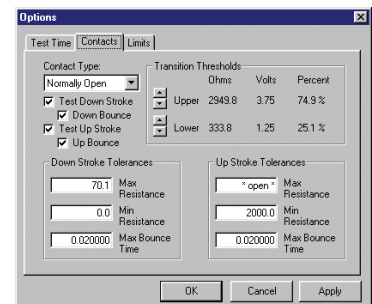 Options
Test Time Contacts Limits
Contact Type:
Normally Open
Test Down Stroke
Down Bounce
Test Up Stroke
Up Bounce
Transition Thresholds
Ohms Volts Percent
Upper 2949.8 3.75 74.9 %
Lower 333.8 1.25 25.1 %
Down Stroke Tolerances
70.1 Max Resistance
0.0 Min Resistance
0.020000 Max Bounce Time
Up Stroke Tolerances
* open * Max Resistance
2000.0 Min Resistance
0.020000 Max Bounce Time
OK Cancel Apply